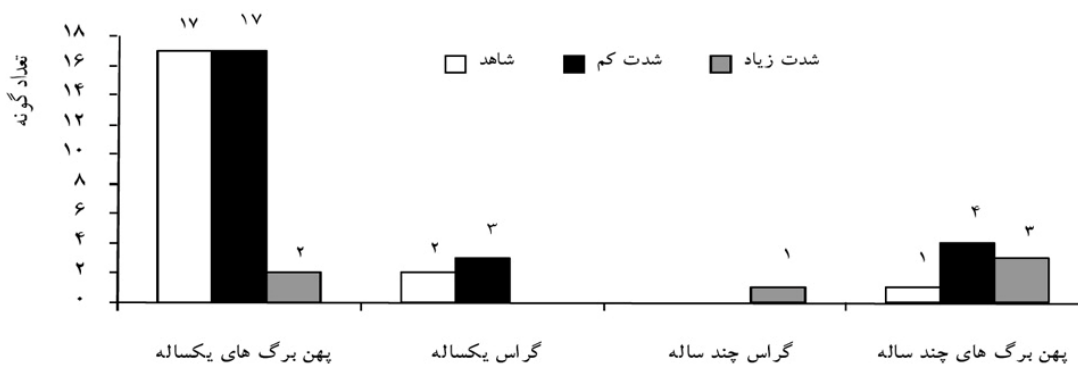 تعداد گونه
۱۸
۱۶
۱۴
۱۲
۱۰
۸
۶
۴
۲
۰
شاهد شدت کم شدت زیاد
۱۷ ۱۷ ۲
۲ ۳
۱
۱ ۴ ۳
پهن برگ های یکساله گراس یکساله گراس چند ساله پهن برگ های چند ساله